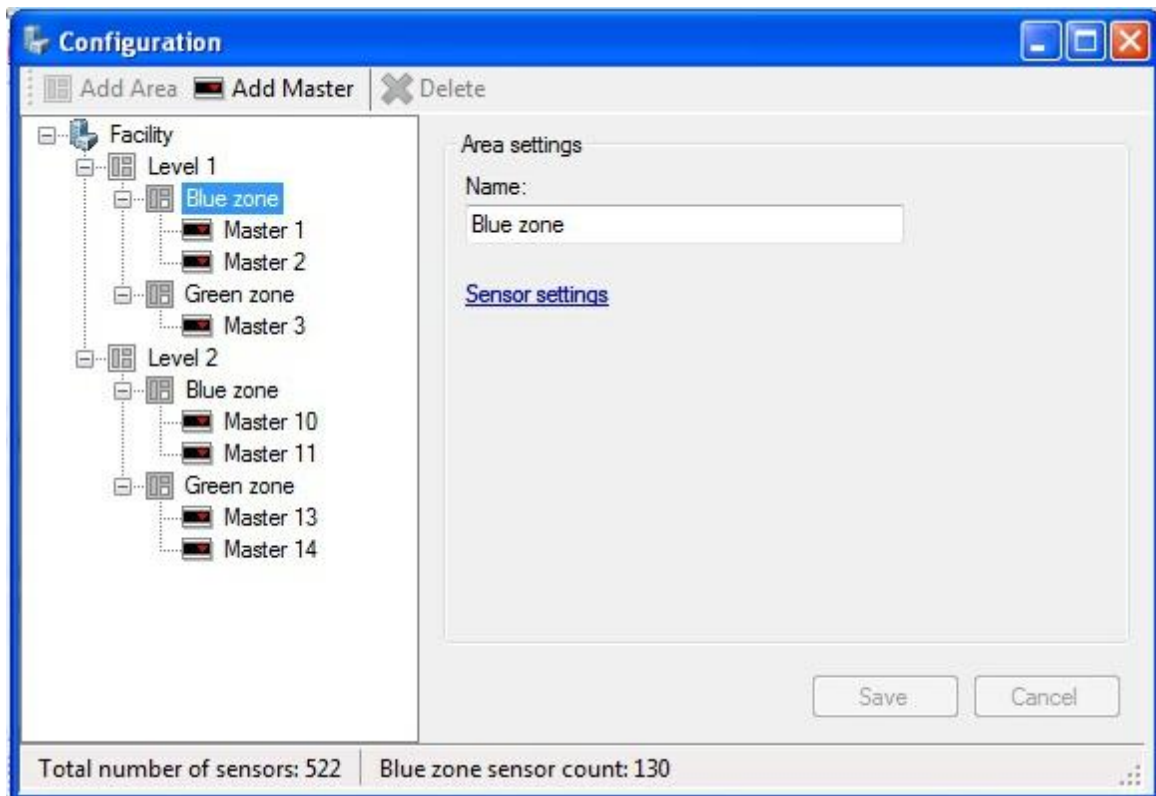 Configuration
Add Area Add Master Delete
Facility
Level 1
Blue zone
Master 1
Master 2
Green zone
Master 3
Level 2
Blue zone
Master 10
Master 11
Green zone
Master 13
Master 14
Area settings
Name:
Blue zone
Sensor settings
Save Cancel
Total number of sensors: 522 Blue zone sensor count: 130